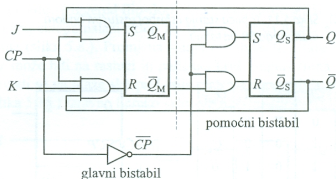 J
CP
K
S
R
Q_M
Q̅_M
S
R
Q_S
Q̅_S
Q
Q̅
C̅P̅
pomoćni bistabil
glavni bistabil